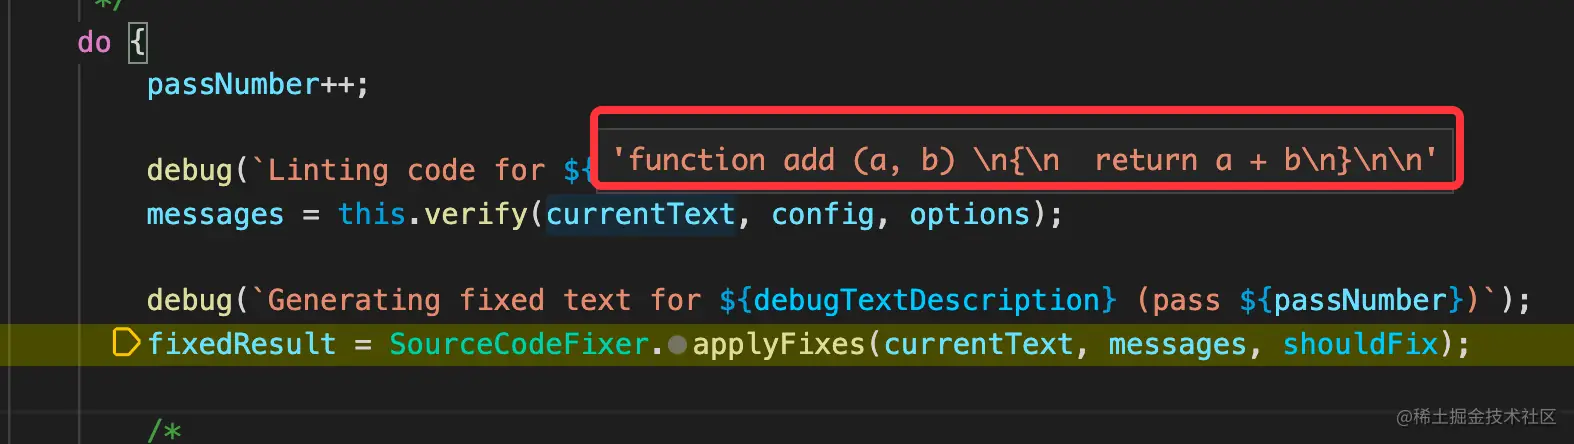 */
do {
passNumber++;
'function add (a, b) \n{\n  return a + b\n}\n\n'
debug(`Linting code for ${
messages = this.verify(currentText, config, options);
debug(`Generating fixed text for ${debugTextDescription} (pass ${passNumber})`);
fixedResult = SourceCodeFixer.applyFixes(currentText, messages, shouldFix);
/*
@稀土掘金技术社区